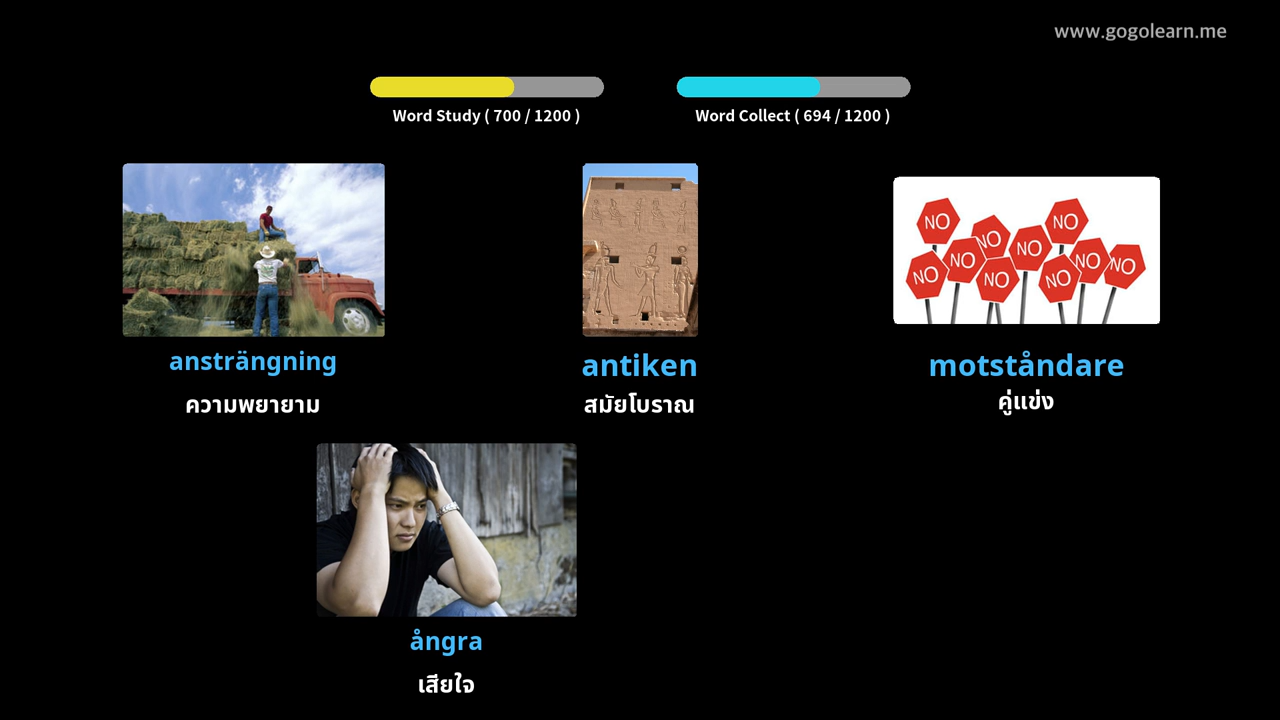 www.gogolearn.me
Word Study ( 700 / 1200 )
Word Collect ( 694 / 1200 )
NO
NO
NO
NO
NO
NO
NO
NO
NO
NO
ansträngning
ความพยายาม
antiken
สมัยโบราณ
motståndare
คู่แข่ง
ångra
เสียใจ